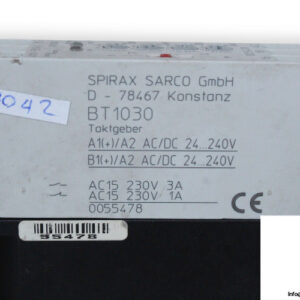 SPIRAX SARCO GmbH
D - 78467 Konstanz
BT1030
Taktgeber
A1(+)/A2 AC/DC 24...240V
B1(+)/A2 AC/DC 24...240V
AC15 230V 3A
AC15 230V 1A
0055478
CE
042
55478